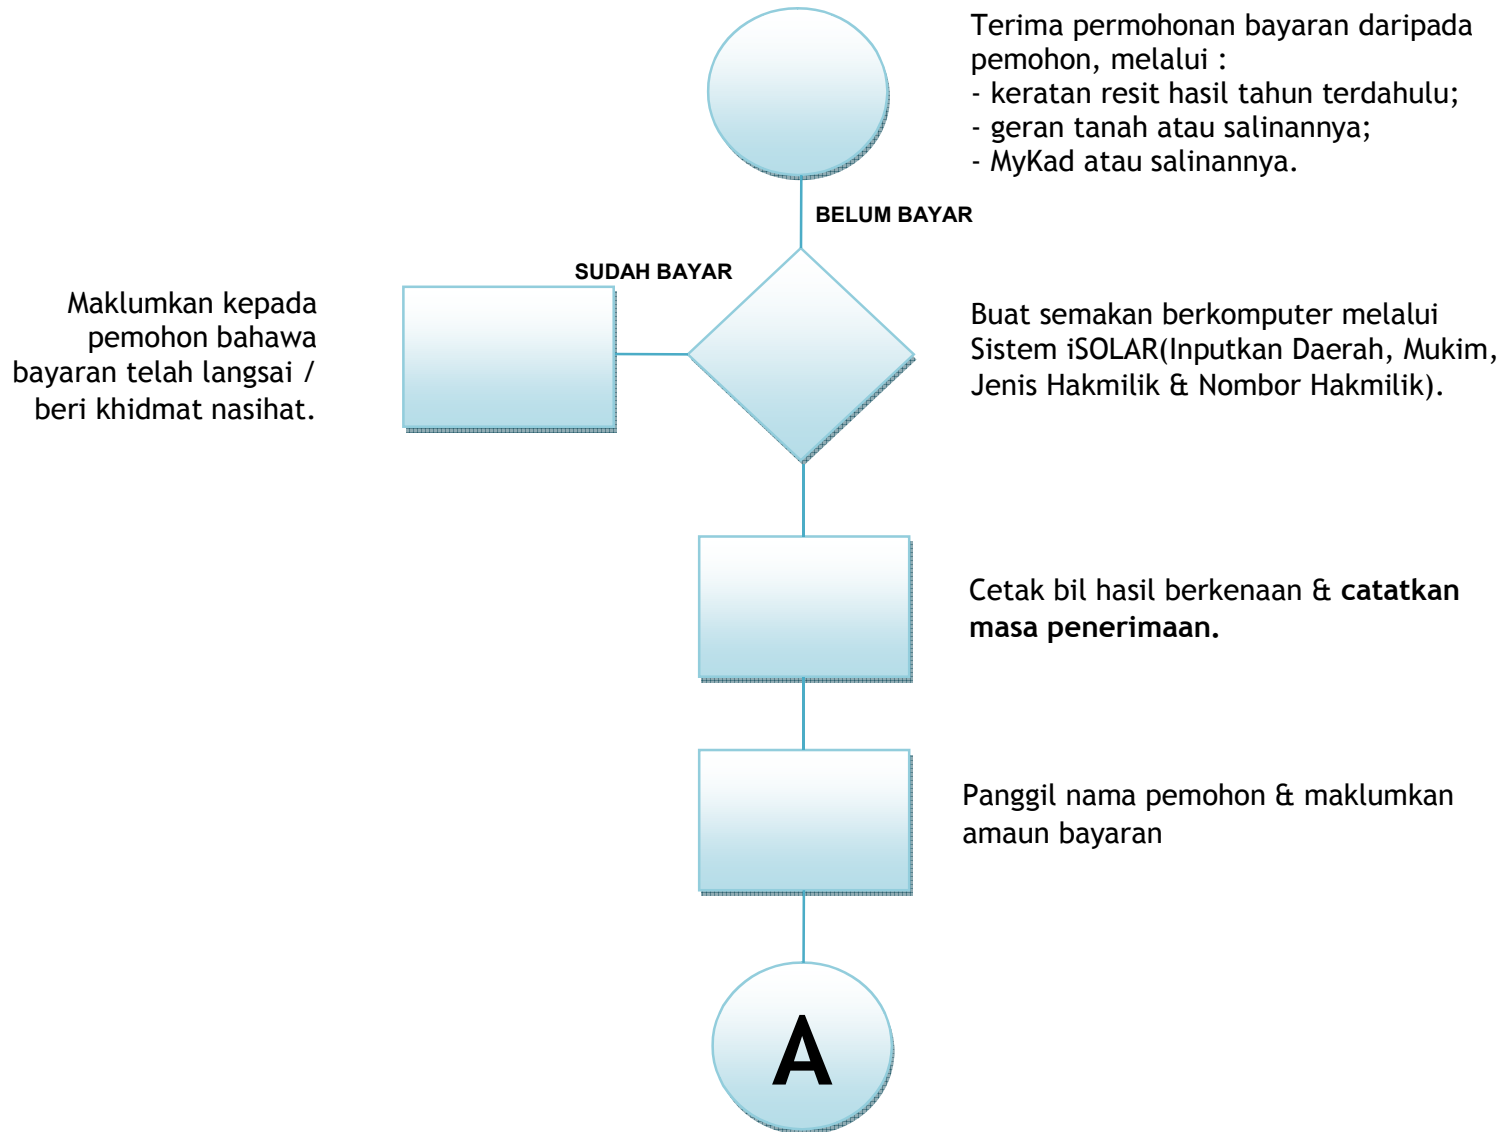 Terima permohonan bayaran daripada
pemohon, melalui :
- keratan resit hasil tahun terdahulu;
- geran tanah atau salinannya;
- MyKad atau salinannya.
BELUM BAYAR
SUDAH BAYAR
Maklumkan kepada
pemohon bahawa
bayaran telah langsai /
beri khidmat nasihat.
Buat semakan berkomputer melalui
Sistem iSOLAR(Inputkan Daerah, Mukim,
Jenis Hakmilik & Nombor Hakmilik).
Cetak bil hasil berkenaan & catatkan
masa penerimaan.
Panggil nama pemohon & maklumkan
amaun bayaran
A